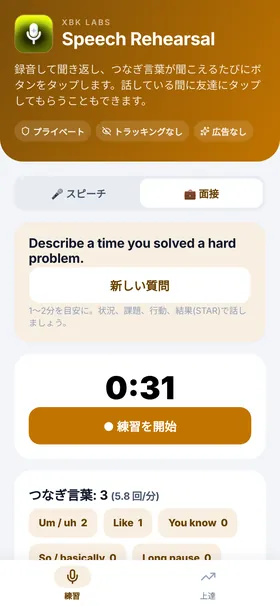 XBK LABS
Speech Rehearsal
録音して聞き返し、つなぎ言葉が聞こえるたびにボ
タンをタップします。話している間に友達にタップ
してもらうこともできます。
プライベート
トラッキングなし
広告なし
スピーチ
面接
Describe a time you solved a hard
problem.
新しい質問
1〜2分を目安に。状況、課題、行動、結果(STAR)で話し
ましょう。
0:31
練習を開始
つなぎ言葉: 3 (5.8 回/分)
Um / uh 2
Like 1
You know 0
So / basically 0
Long pause 0
練習
上達